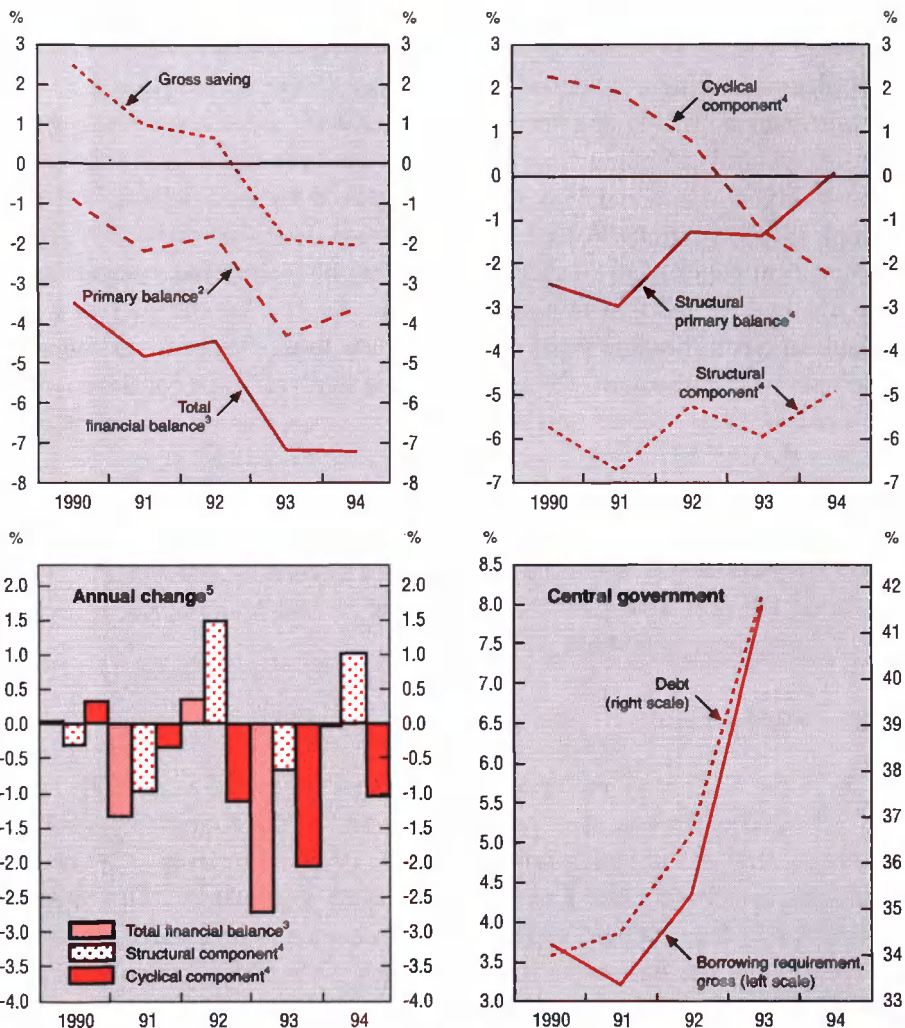 % % % %
3 3 3 3
2 2 2 2
1 1 1 1
0 0 0 0
-1 -1 -1 -1
-2 -2 -2 -2
-3 -3 -3 -3
-4 -4 -4 -4
-5 -5 -5 -5
-6 -6 -6 -6
-7 -7 -7 -7
-8 -8
Gross saving
Primary balance²
Total
financial balance³
1990 91 92 93 94
Cyclical
component⁴
Structural
primary balance⁴
Structural
component⁴
1990 91 92 93 94
% %
Annual change⁵
2.0 2.0
1.5 1.5
1.0 1.0
0.5 0.5
0.0 0.0
-0.5 -0.5
-1.0 -1.0
-1.5 -1.5
-2.0 -2.0
-2.5 -2.5
-3.0 -3.0
-3.5 -3.5
-4.0 -4.0
Total financial balance³
Structural component⁴
Cyclical component⁴
1990 91 92 93 94
% %
Central government
8.5
8.0 42
7.5 41
7.0 40
6.5 39
6.0 38
5.5 37
5.0 36
4.5 35
4.0 34
3.5 33
3.0
Debt
(right scale)
Borrowing requirement,
gross (left scale)
1990 91 92 93 94